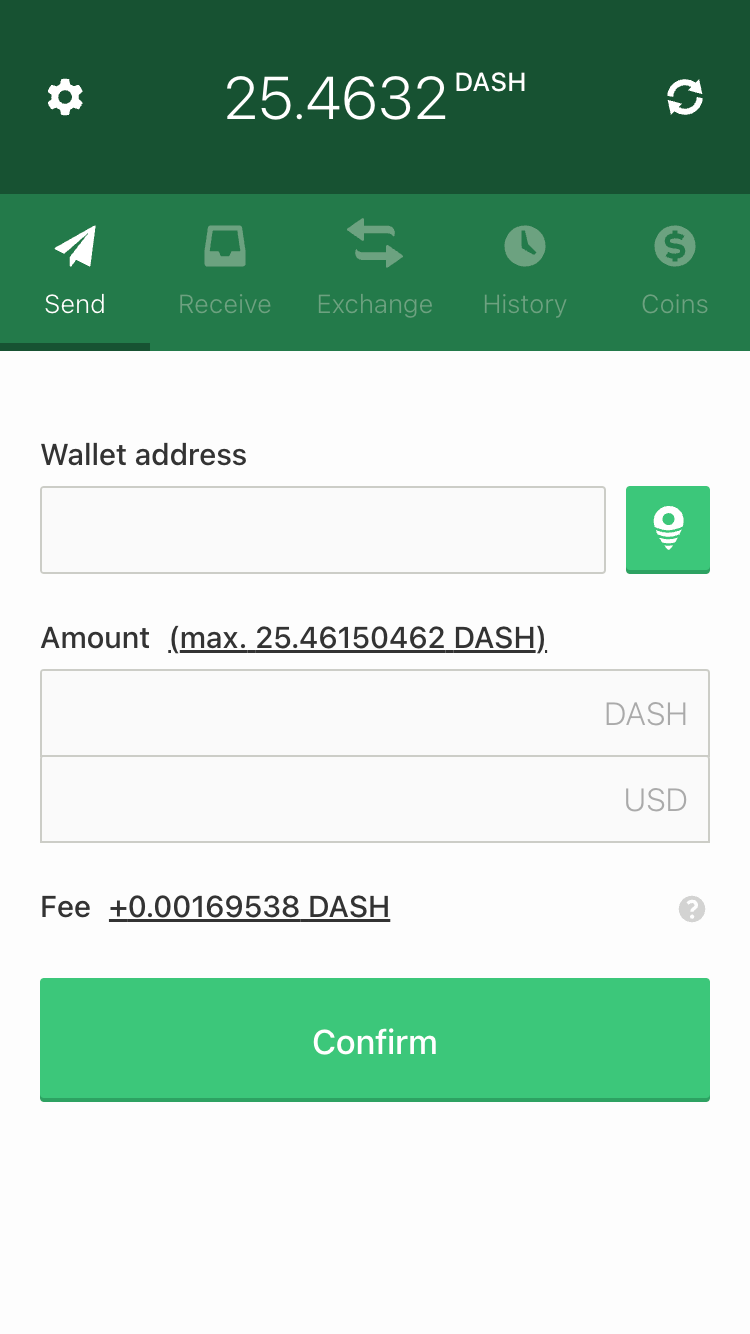 25.4632 DASH
Send Receive Exchange History Coins
Wallet address
Amount (max. 25.46150462 DASH)
DASH
USD
Fee +0.00169538 DASH ?
Confirm